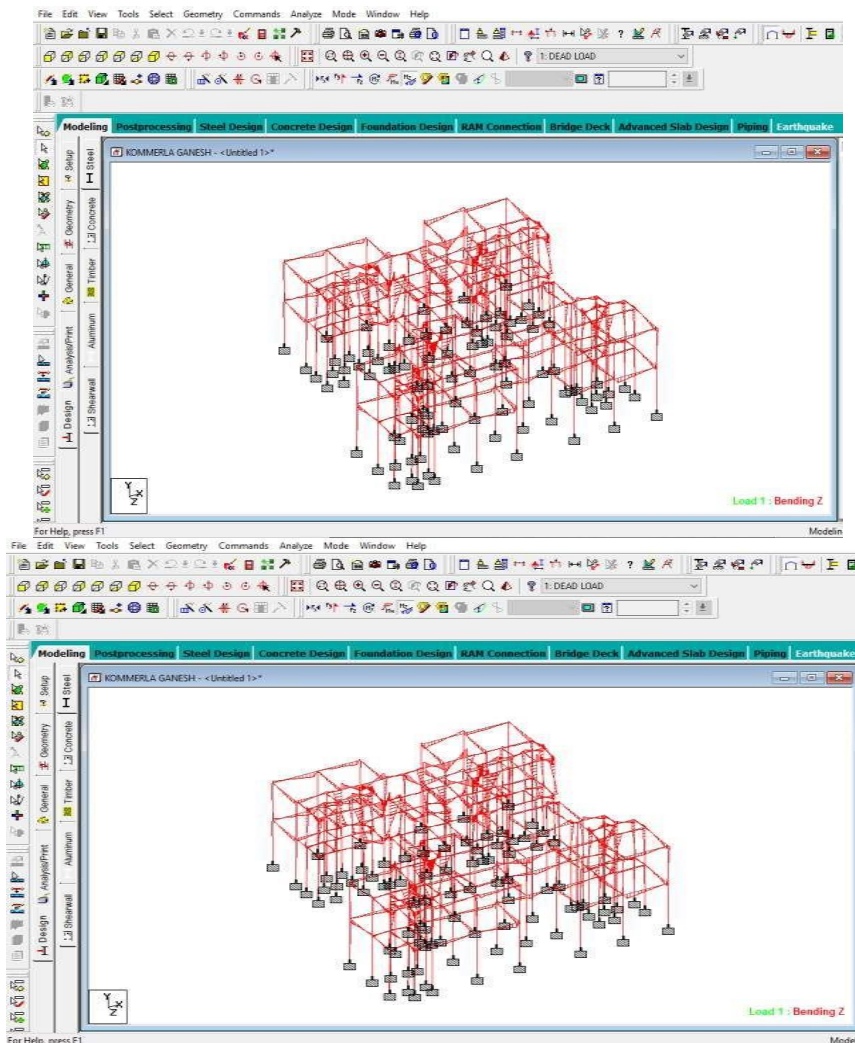 File Edit View Tools Select Geometry Commands Analyze Mode Window Help
1: DEAD LOAD
Modeling Postprocessing Steel Design Concrete Design Foundation Design RAM Connection Bridge Deck Advanced Slab Design Piping Earthquake
KOMMERLA GANESH - <Untitled 1>*
Setup
Geometry
General
Analysis/Print
Design
Steel
Concrete
Timber
Aluminum
Shearwall
Y
X
Z
Load 1 : Bending Z
For Help, press F1
Modelin
File Edit View Tools Select Geometry Commands Analyze Mode Window Help
1: DEAD LOAD
Modeling Postprocessing Steel Design Concrete Design Foundation Design RAM Connection Bridge Deck Advanced Slab Design Piping Earthquake
KOMMERLA GANESH - <Untitled 1>*
Setup
Geometry
General
Analysis/Print
Design
Steel
Concrete
Timber
Aluminum
Shearwall
Y
X
Z
Load 1 : Bending Z
For Help, press F1
Mode